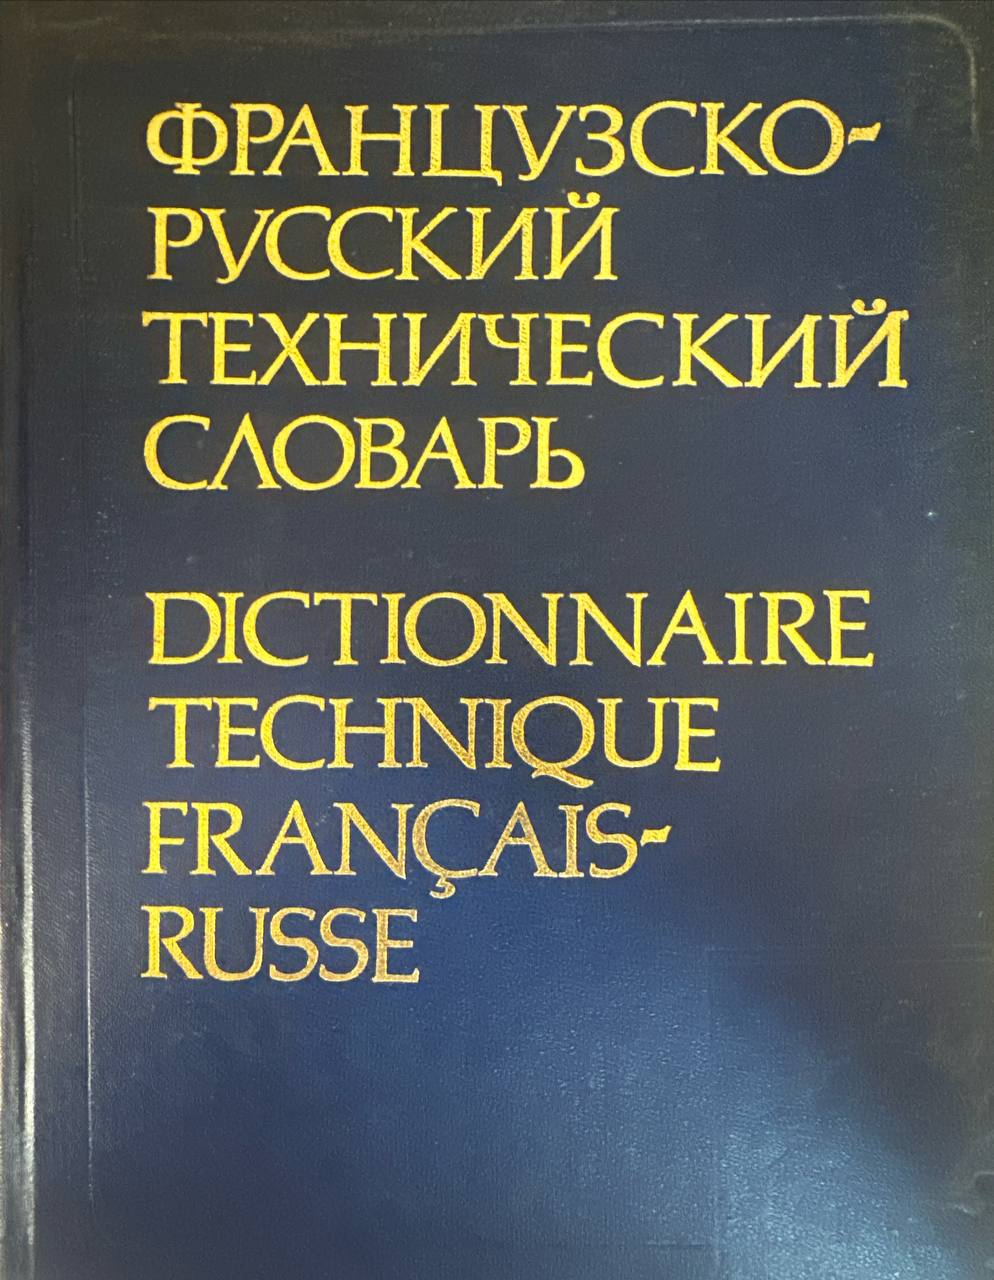 ФРАНЦУЗСКО-
РУССКИЙ
ТЕХНИЧЕСКИЙ
СЛОВАРЬ
DICTIONNAIRE
TECHNIQUE
FRANÇAIS-
RUSSE